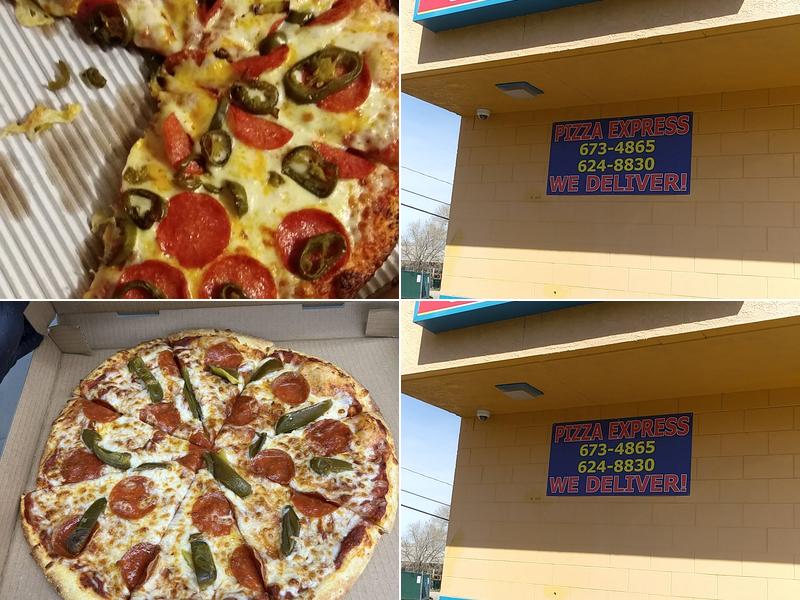 PIZZA EXPRESS
673-4865
624-8830
WE DELIVER!
PIZZA EXPRESS
673-4865
624-8830
WE DELIVER!